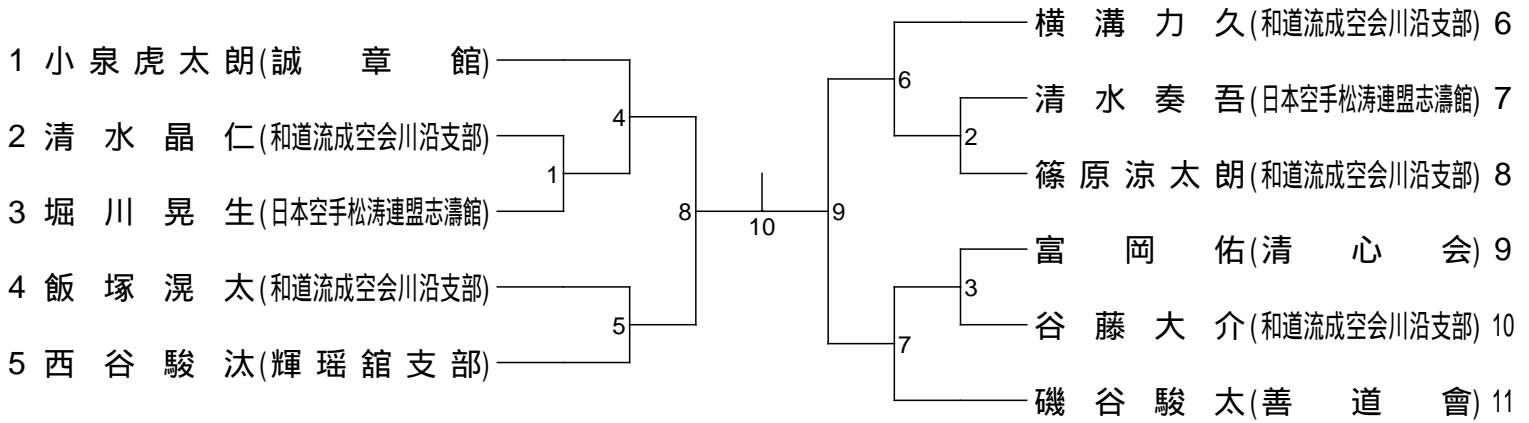 1 小泉虎太朗(誠章館)
2 清水晶仁(和道流成空会川沿支部)
3 堀川晃生(日本空手松涛連盟志濤館)
4 飯塚滉太(和道流成空会川沿支部)
5 西谷駿汰(輝瑶舘支部)
1
4
5
8
10
9
6
2
3
7
横溝力久(和道流成空会川沿支部) 6
清水奏吾(日本空手松涛連盟志濤館) 7
篠原涼太朗(和道流成空会川沿支部) 8
富岡佑(清心会) 9
谷藤大介(和道流成空会川沿支部) 10
磯谷駿太(善道會) 11